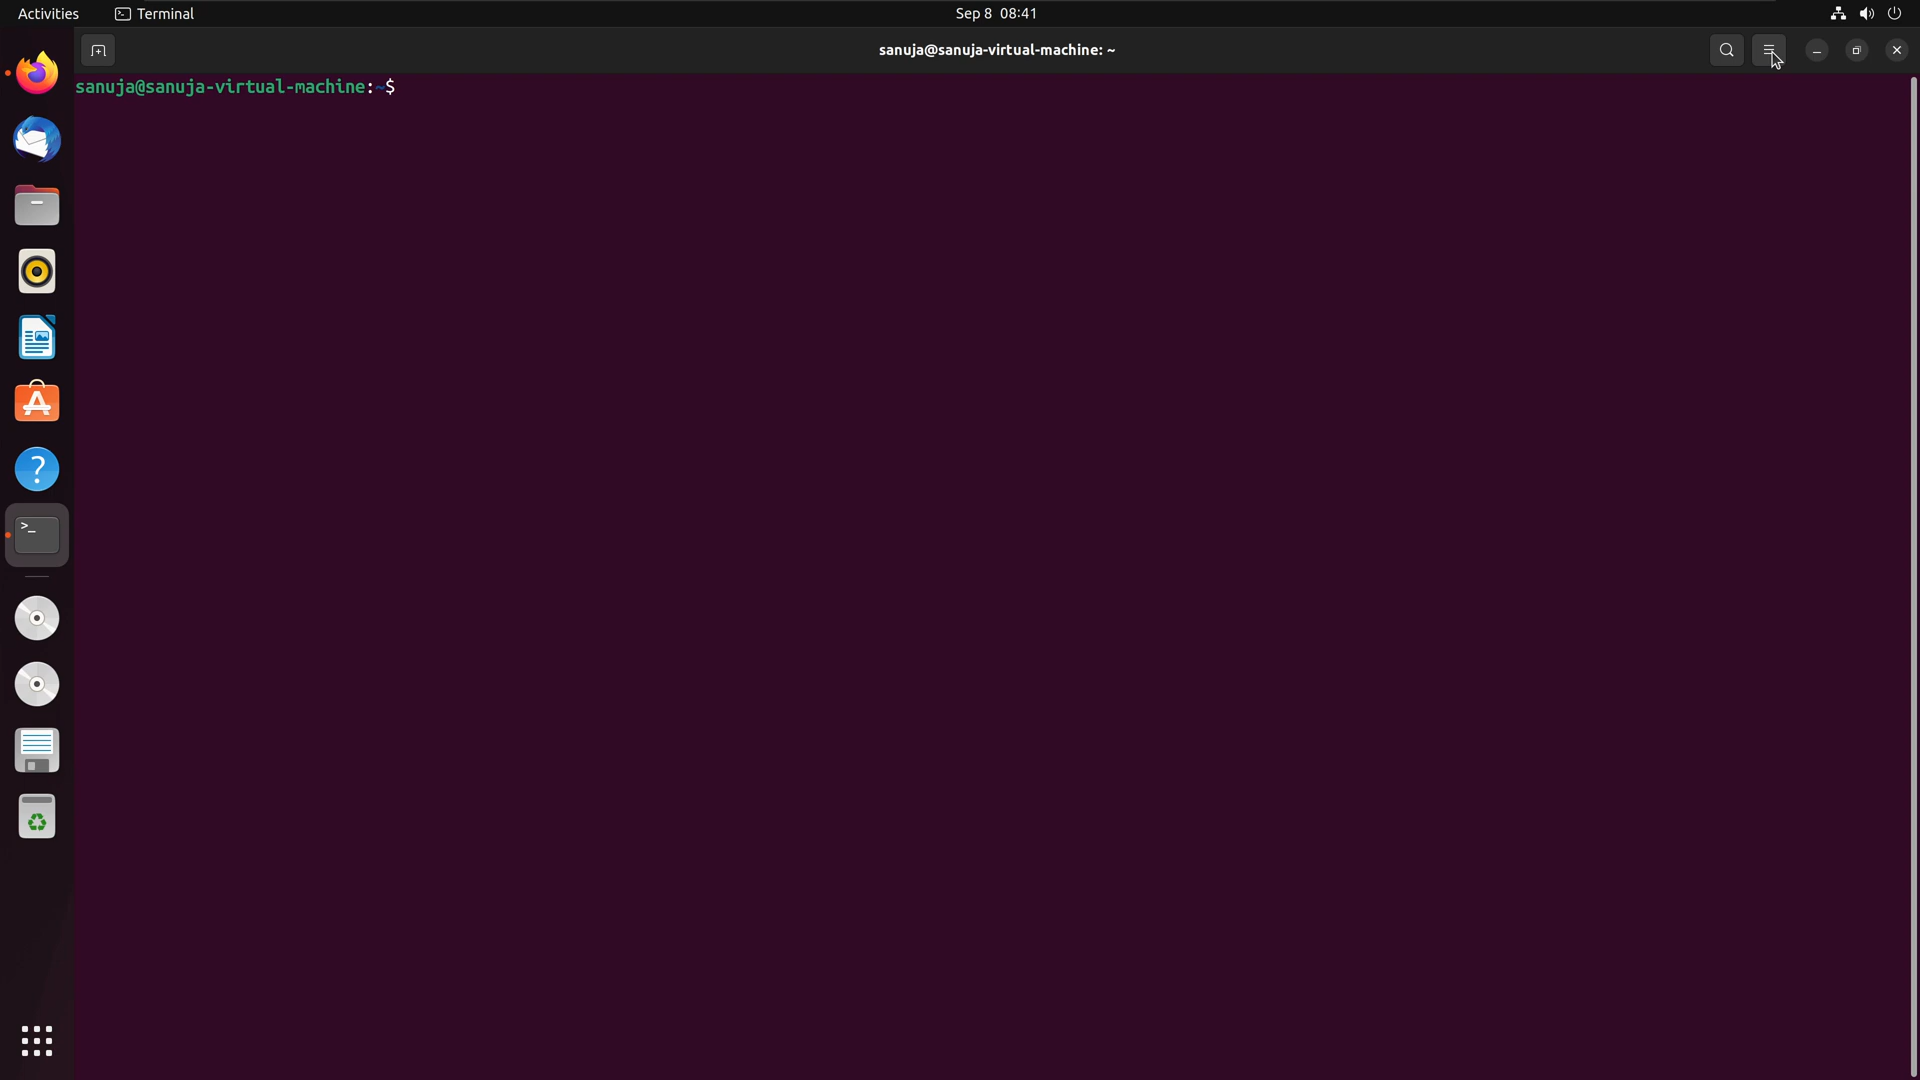 Activities Terminal Sep 8 08:41
sanuja@sanuja-virtual-machine: ~
sanuja@sanuja-virtual-machine:~$